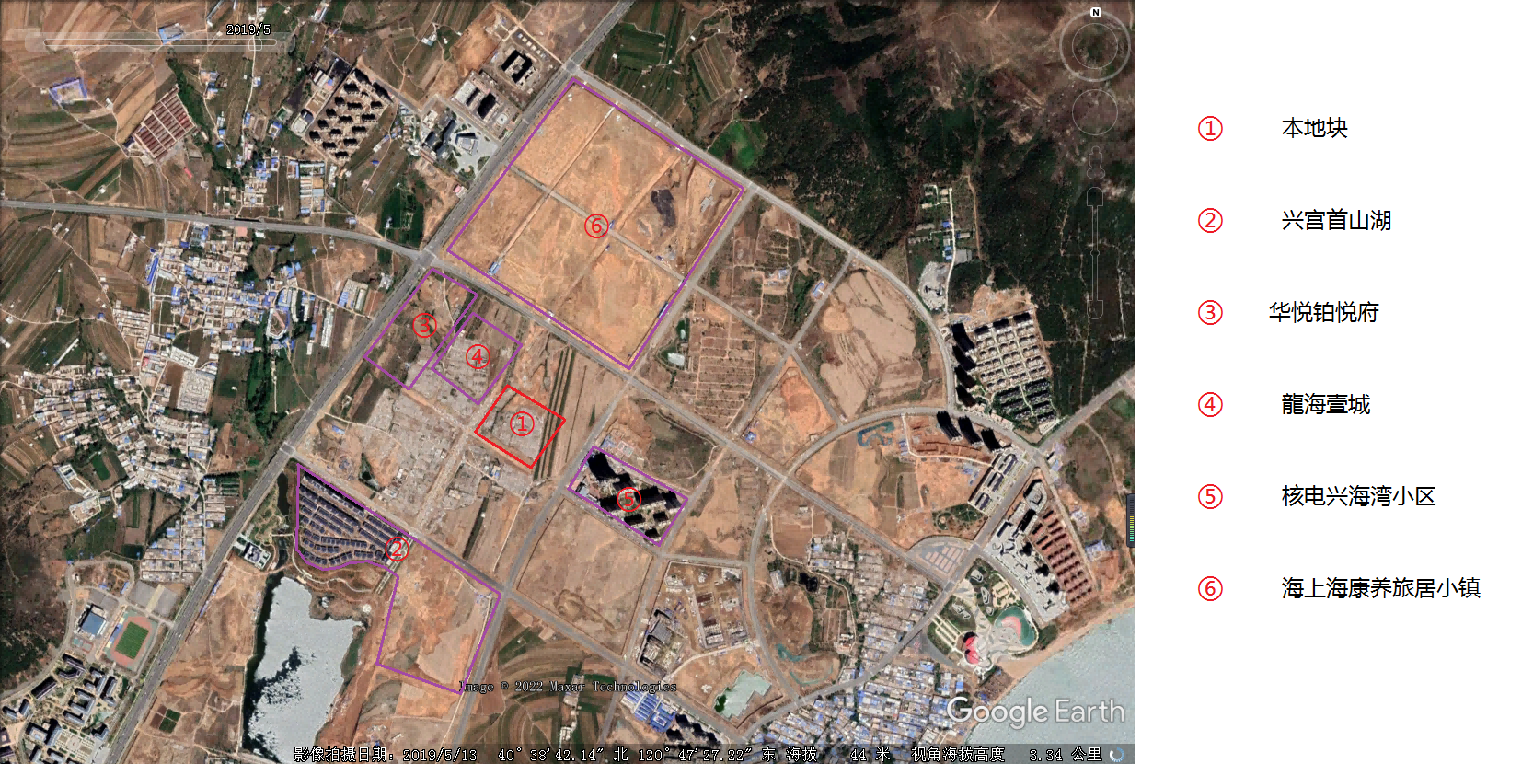 2019/5
N
⑥
③
④
①
⑤
②
Image © 2022 Maxar Technologies
Google Earth
影像拍摄日期: 2019/5/13 40°38'42.14" 北 120°47'27.22" 东 海拔 44 米 视角海拔高度 3.34 公里
① 本地块
② 兴宫首山湖
③ 华悦铂悦府
④ 龍海壹城
⑤ 核电兴海湾小区
⑥ 海上海康养旅居小镇